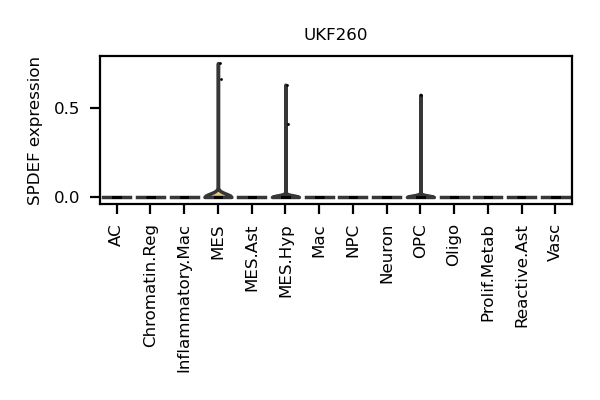 UKF260
SPDEF expression
0.5
0.0
AC
Chromatin.Reg
Inflammatory.Mac
MES
MES.Ast
MES.Hyp
Mac
NPC
Neuron
OPC
Oligo
Prolif.Metab
Reactive.Ast
Vasc